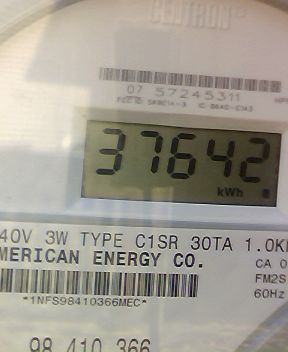 CENTRON
07 57245311
37642
kWh
40V 3W TYPE C1SR 30TA 1.0K
MERICAN ENERGY CO.
CA 0
FM2S
60Hz
*1NFS98410366MEC*
98 410 366